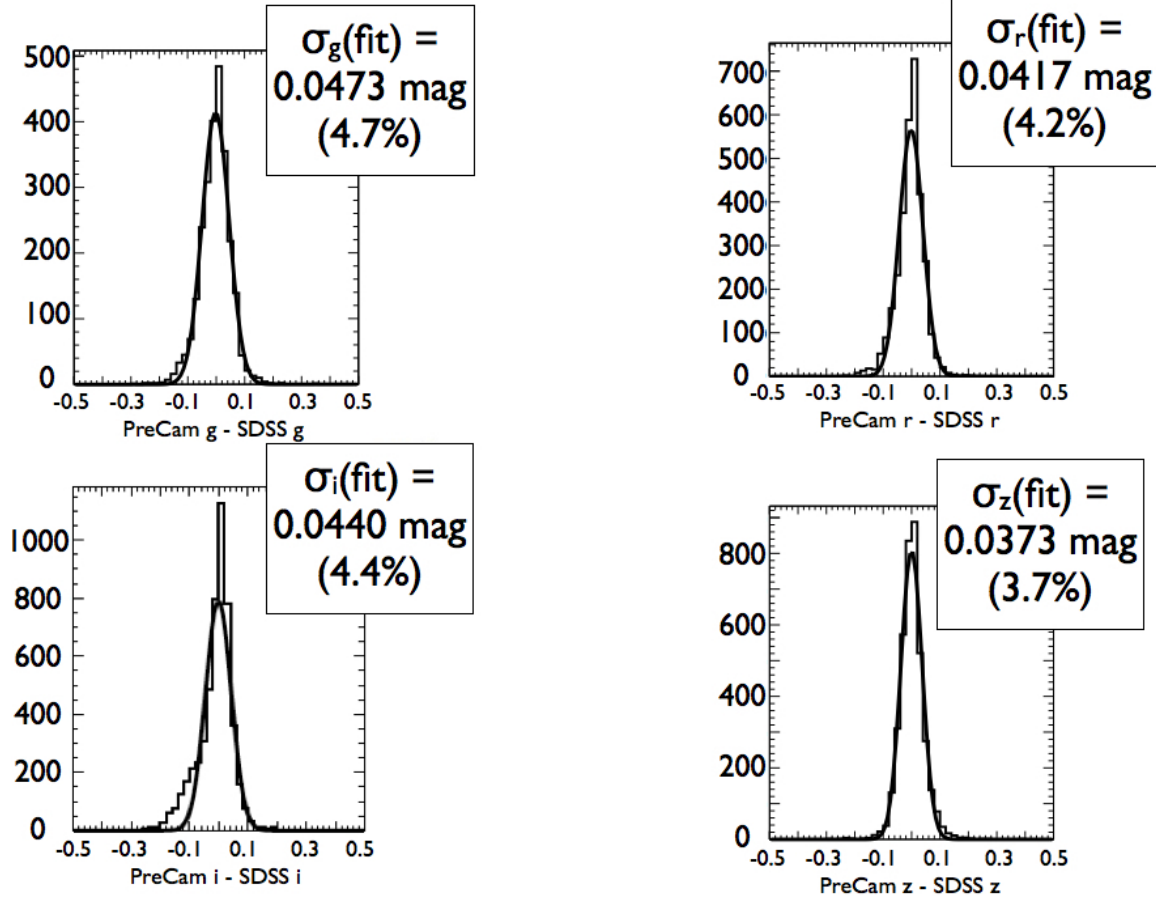 σg(fit) =
0.0473 mag
(4.7%)
500
400
300
200
100
0
-0.5 -0.3 -0.1 0.1 0.3 0.5
PreCam g - SDSS g
σr(fit) =
0.0417 mag
(4.2%)
700
600
500
400
300
200
100
0
-0.5 -0.3 -0.1 0.1 0.3 0.5
PreCam r - SDSS r
σi(fit) =
0.0440 mag
(4.4%)
1000
800
600
400
200
0
-0.5 -0.3 -0.1 0.1 0.3 0.5
PreCam i - SDSS i
σz(fit) =
0.0373 mag
(3.7%)
800
600
400
200
0
-0.5 -0.3 -0.1 0.1 0.3 0.5
PreCam z - SDSS z